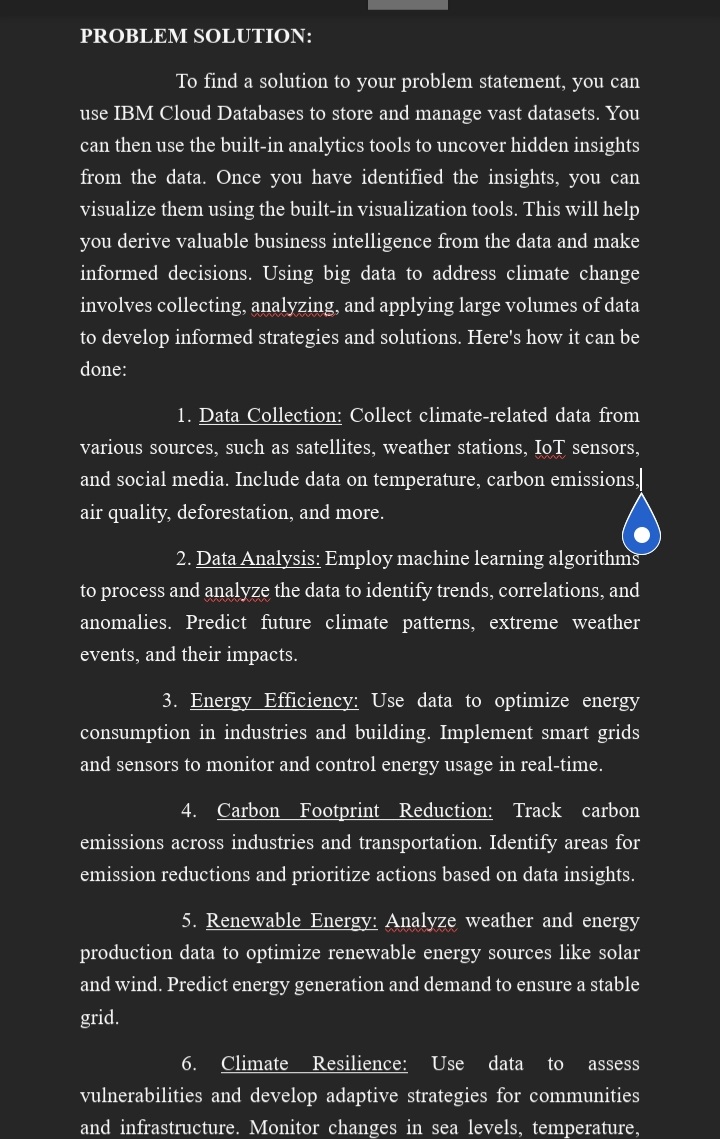 PROBLEM SOLUTION:
To find a solution to your problem statement, you can
use IBM Cloud Databases to store and manage vast datasets. You
can then use the built-in analytics tools to uncover hidden insights
from the data. Once you have identified the insights, you can
visualize them using the built-in visualization tools. This will help
you derive valuable business intelligence from the data and make
informed decisions. Using big data to address climate change
involves collecting, analyzing, and applying large volumes of data
to develop informed strategies and solutions. Here's how it can be
done:
1. Data Collection: Collect climate-related data from
various sources, such as satellites, weather stations, IoT sensors,
and social media. Include data on temperature, carbon emissions,
air quality, deforestation, and more.
2. Data Analysis: Employ machine learning algorithms
to process and analyze the data to identify trends, correlations, and
anomalies. Predict future climate patterns, extreme weather
events, and their impacts.
3. Energy Efficiency: Use data to optimize energy
consumption in industries and building. Implement smart grids
and sensors to monitor and control energy usage in real-time.
4. Carbon Footprint Reduction: Track carbon
emissions across industries and transportation. Identify areas for
emission reductions and prioritize actions based on data insights.
5. Renewable Energy: Analyze weather and energy
production data to optimize renewable energy sources like solar
and wind. Predict energy generation and demand to ensure a stable
grid.
6. Climate Resilience: Use data to assess
vulnerabilities and develop adaptive strategies for communities
and infrastructure. Monitor changes in sea levels, temperature,